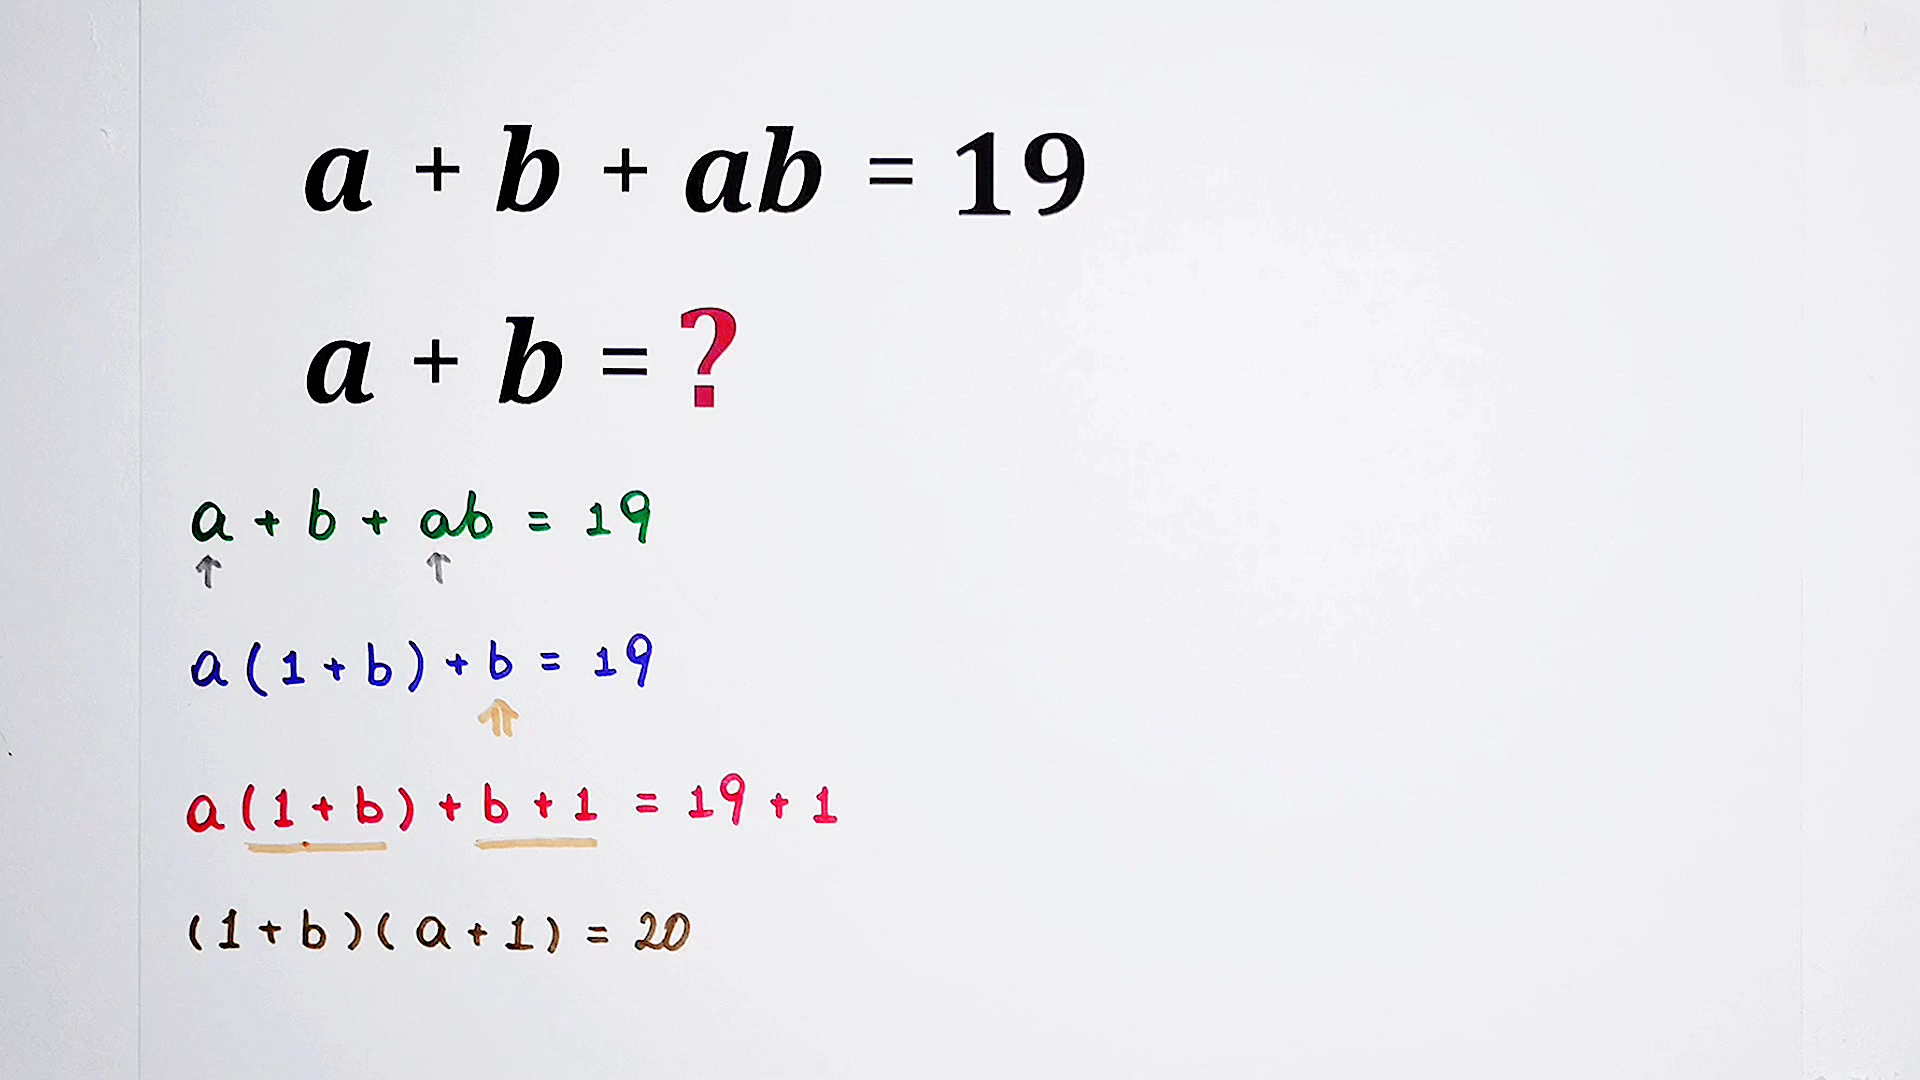 a + b + ab = 19
a + b = ?
a + b + ab = 19
↑ ↑
a(1+b)+b = 19
⇑
a(1+b)+b+1 = 19+1
(1+b)(a+1) = 20